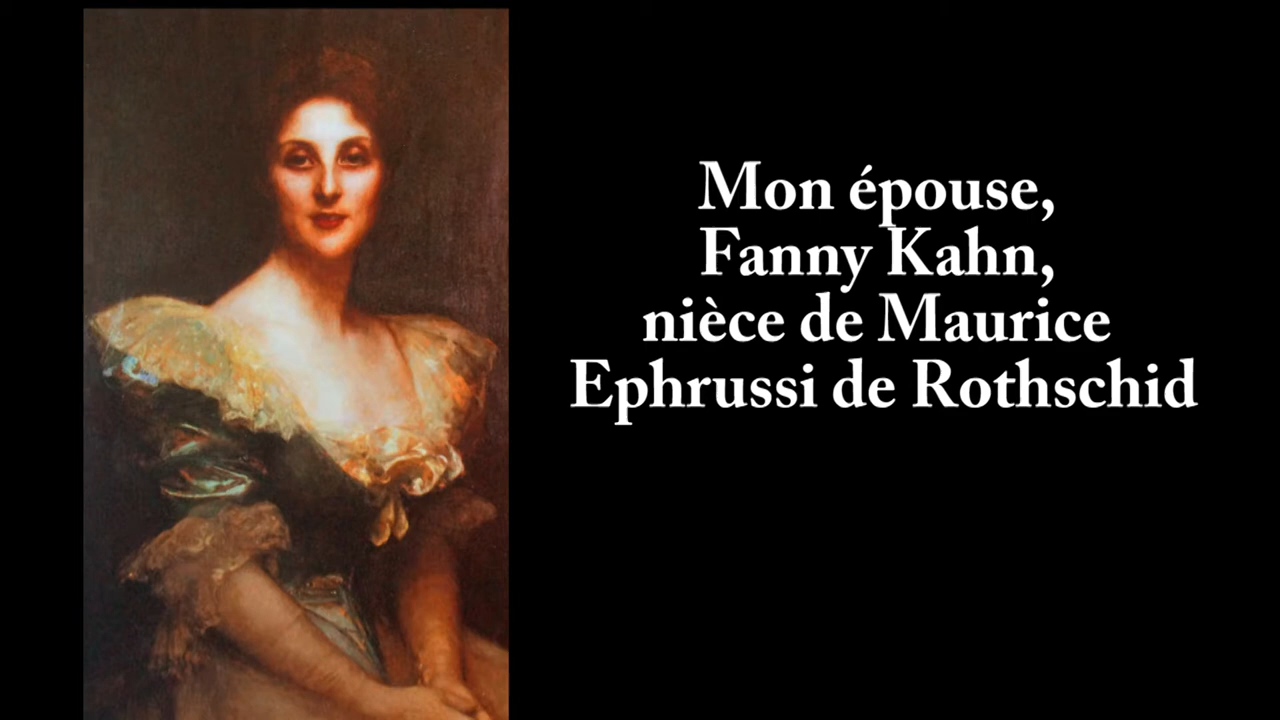 Mon épouse,
Fanny Kahn,
nièce de Maurice
Ephrussi de Rothschid